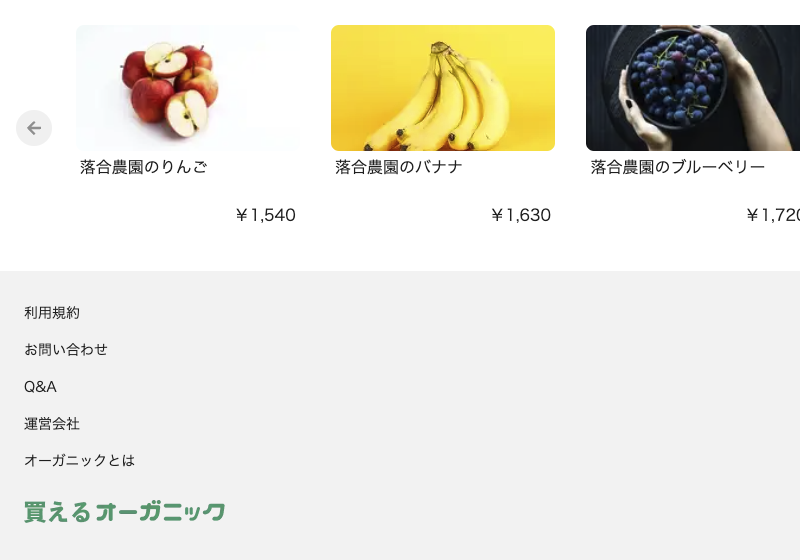 落合農園のりんご
落合農園のバナナ
落合農園のブルーベリー
￥1,540
￥1,630
￥1,720
利用規約
お問い合わせ
Q&A
運営会社
オーガニックとは
買えるオーガニック